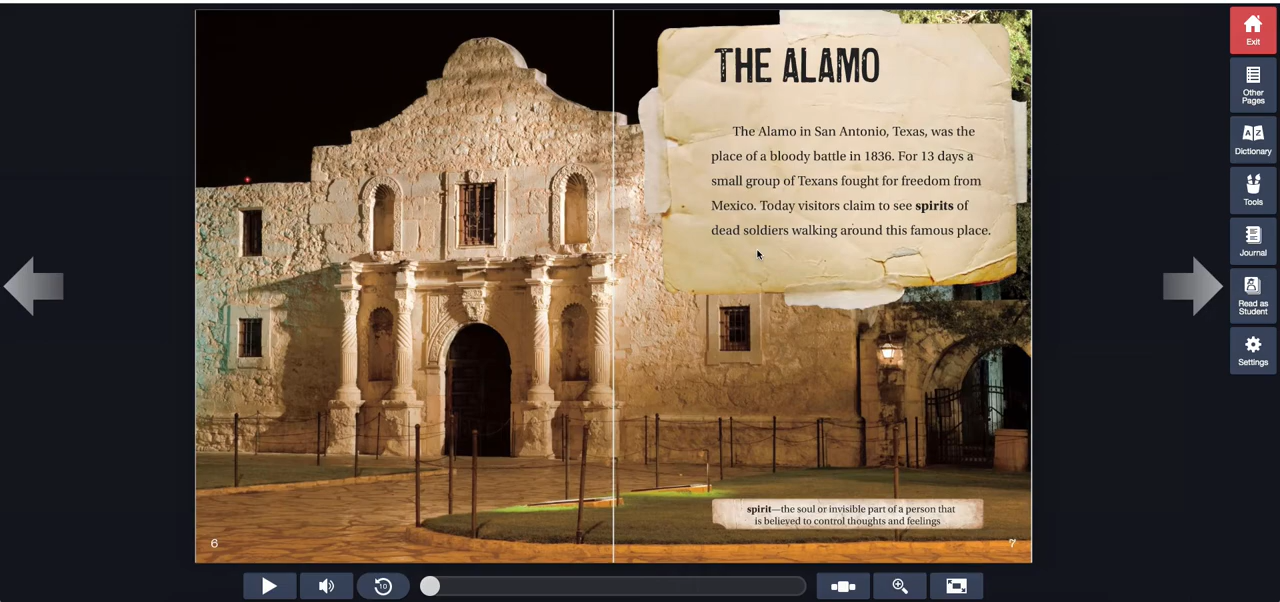 THE ALAMO
The Alamo in San Antonio, Texas, was the
place of a bloody battle in 1836. For 13 days a
small group of Texans fought for freedom from
Mexico. Today visitors claim to see spirits of
dead soldiers walking around this famous place.
spirit—the soul or invisible part of a person that
is believed to control thoughts and feelings
6
7
Exit
Other
Pages
A Z
Dictionary
Tools
Journal
Read as
Student
Settings
10